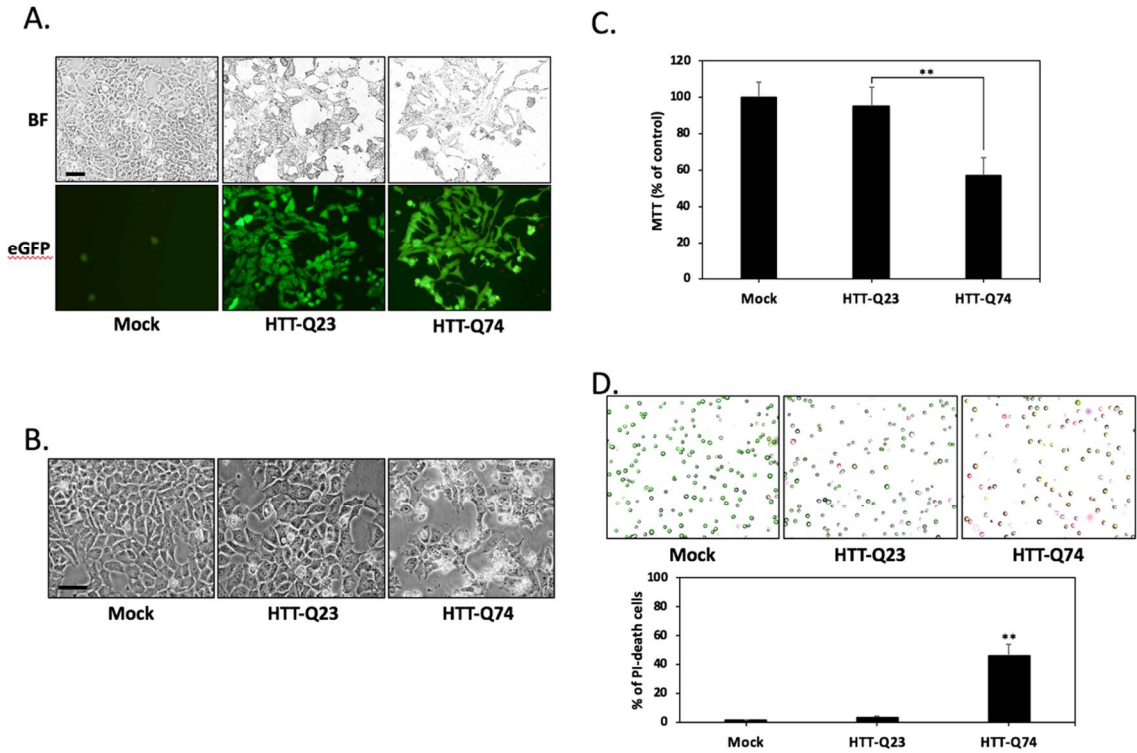 A.
BF
eGFP
Mock
HTT-Q23
HTT-Q74
B.
Mock
HTT-Q23
HTT-Q74
C.
MTT (% of control)
120
100
80
60
40
20
0
**
Mock
HTT-Q23
HTT-Q74
D.
Mock
HTT-Q23
HTT-Q74
% of PI-death cells
100
80
60
40
20
0
**
Mock
HTT-Q23
HTT-Q74